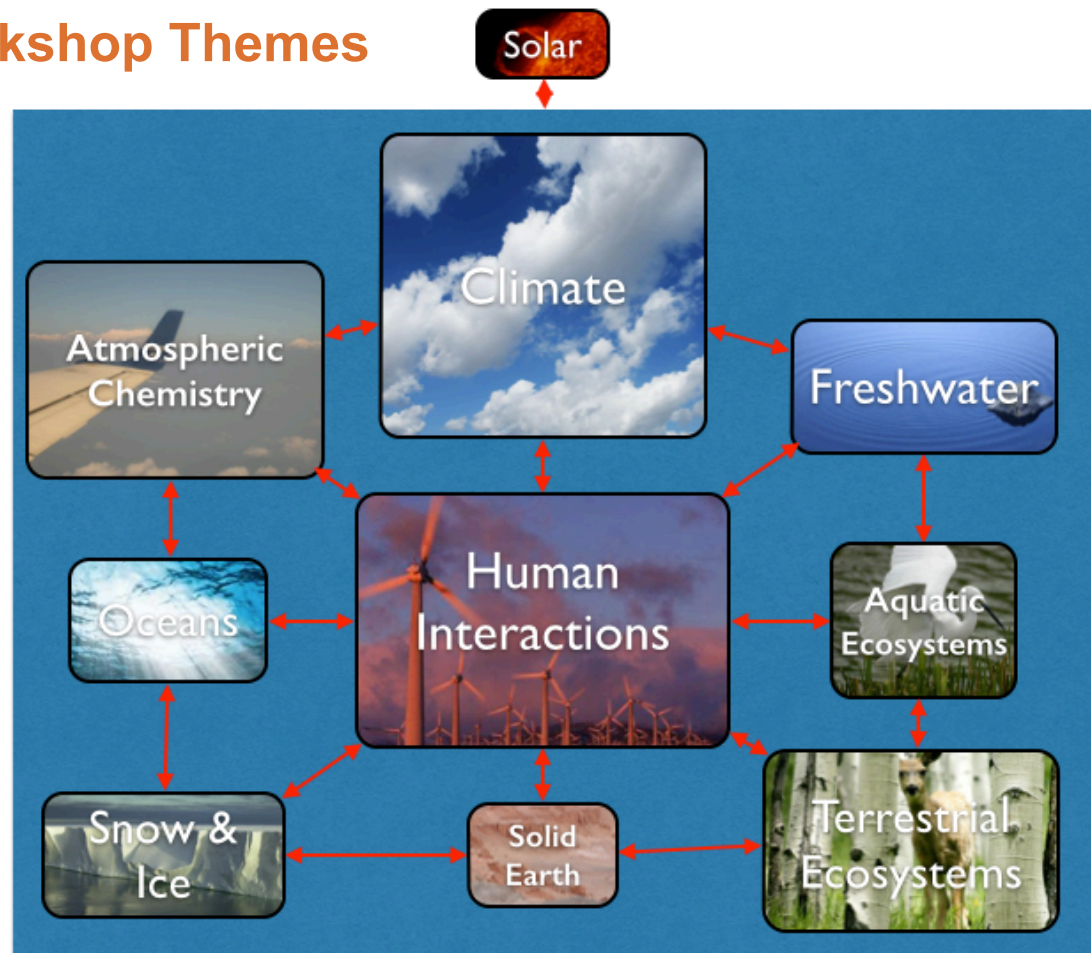 kshop Themes
Solar
Climate
Atmospheric
Chemistry
Freshwater
Human
Interactions
Oceans
Aquatic
Ecosystems
Snow &
Ice
Solid
Earth
Terrestrial
Ecosystems